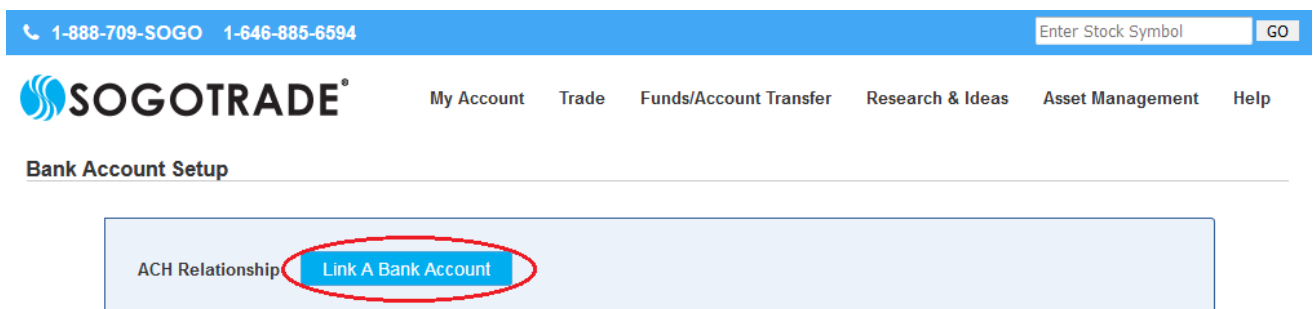 1-888-709-SOGO 1-646-885-6594 Enter Stock Symbol GO
SOGOTRADE® My Account Trade Funds/Account Transfer Research & Ideas Asset Management Help
Bank Account Setup
ACH Relationship Link A Bank Account